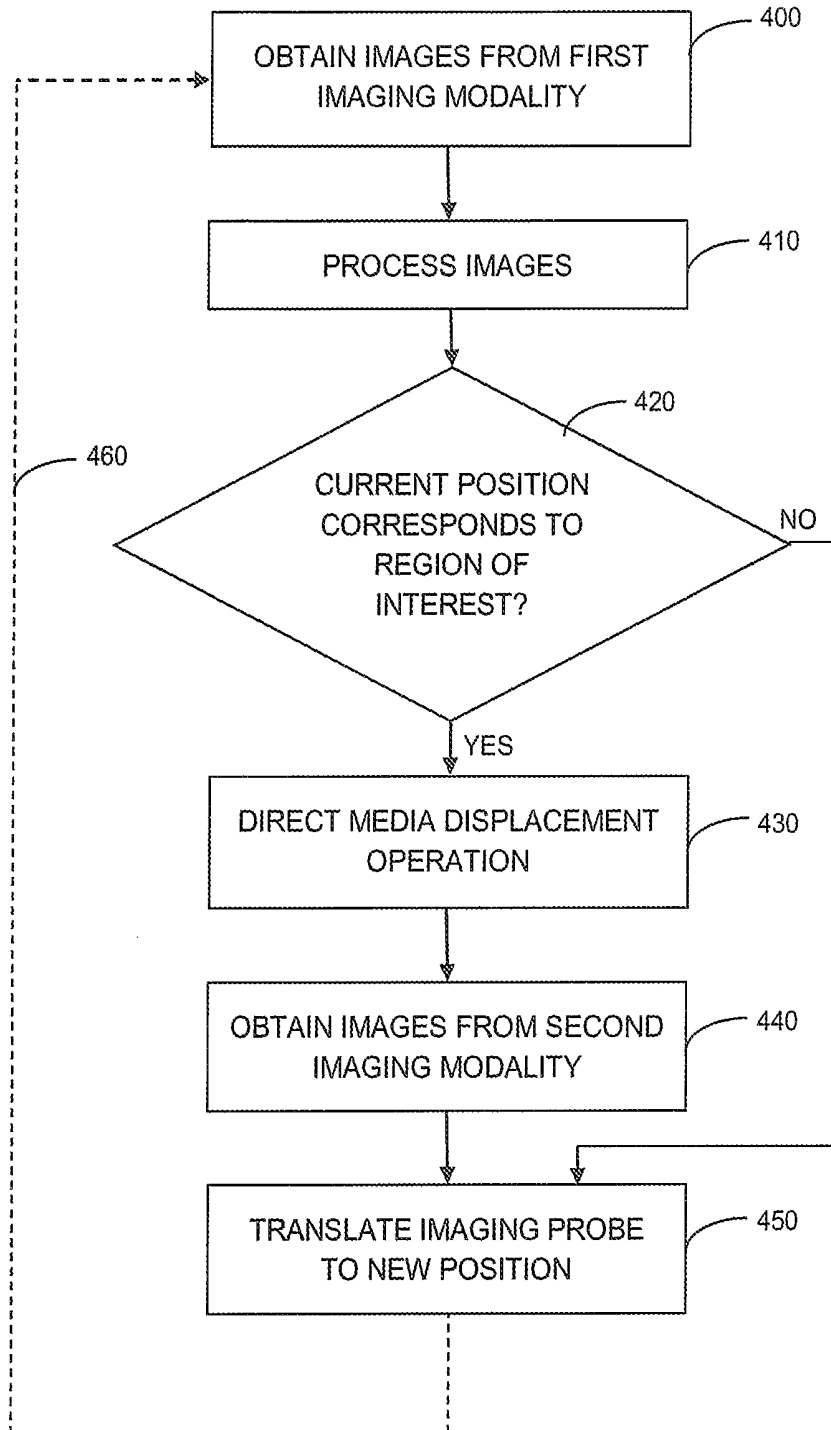 400
OBTAIN IMAGES FROM FIRST
IMAGING MODALITY
410
PROCESS IMAGES
420
460
CURRENT POSITION
CORRESPONDS TO
REGION OF
INTEREST?
NO
YES
DIRECT MEDIA DISPLACEMENT
OPERATION
430
OBTAIN IMAGES FROM SECOND
IMAGING MODALITY
440
TRANSLATE IMAGING PROBE
TO NEW POSITION
450